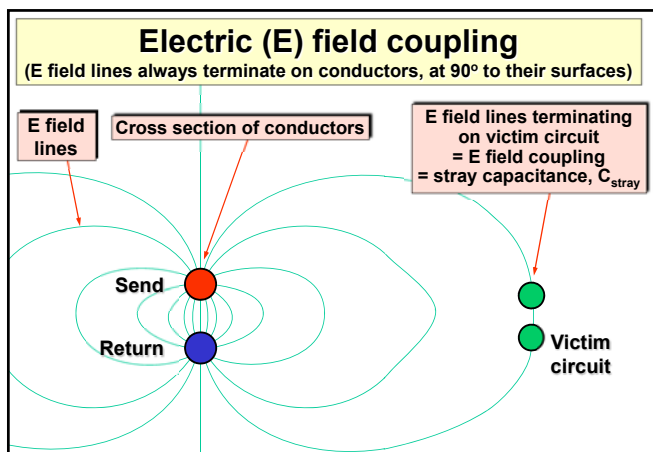 Electric (E) field coupling
(E field lines always terminate on conductors, at 90º to their surfaces)
E field
lines
Cross section of conductors
E field lines terminating
on victim circuit
= E field coupling
= stray capacitance, Cstray
Send
Return
Victim
circuit